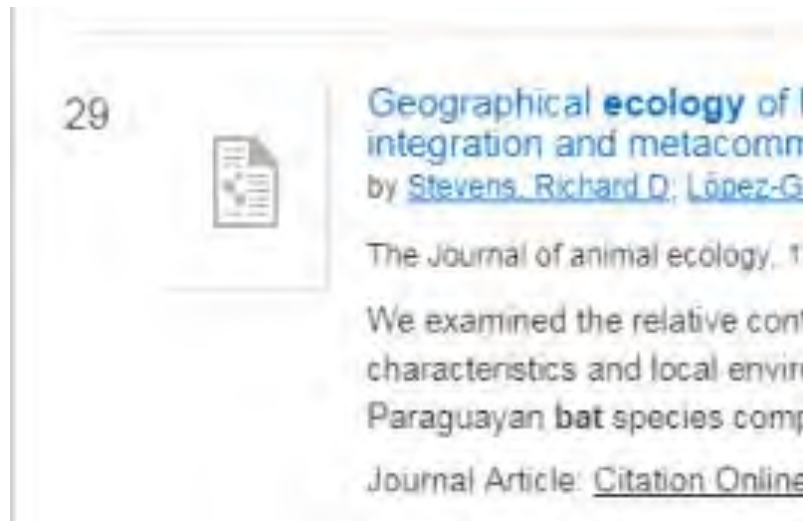 29
Geographical ecology of
integration and metacomm
by Stevens, Richard D; López-G
The Journal of animal ecology, 1
We examined the relative cont
characteristics and local envir
Paraguayan bat species comp
Journal Article: Citation Online